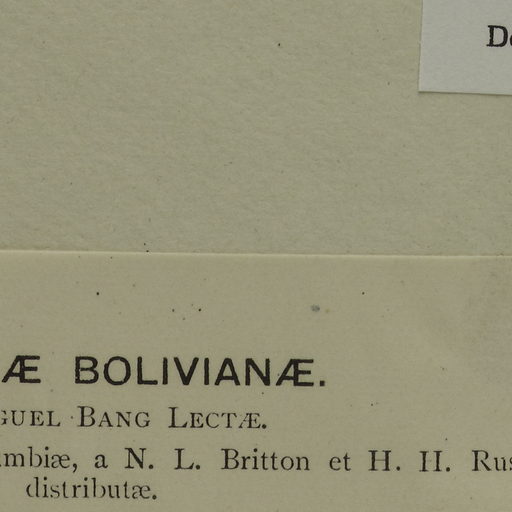 Æ BOLIVIANÆ.
GUEL BANG LECTÆ.
mbiæ, a N. L. Britton et H. H. Rus
distributæ.